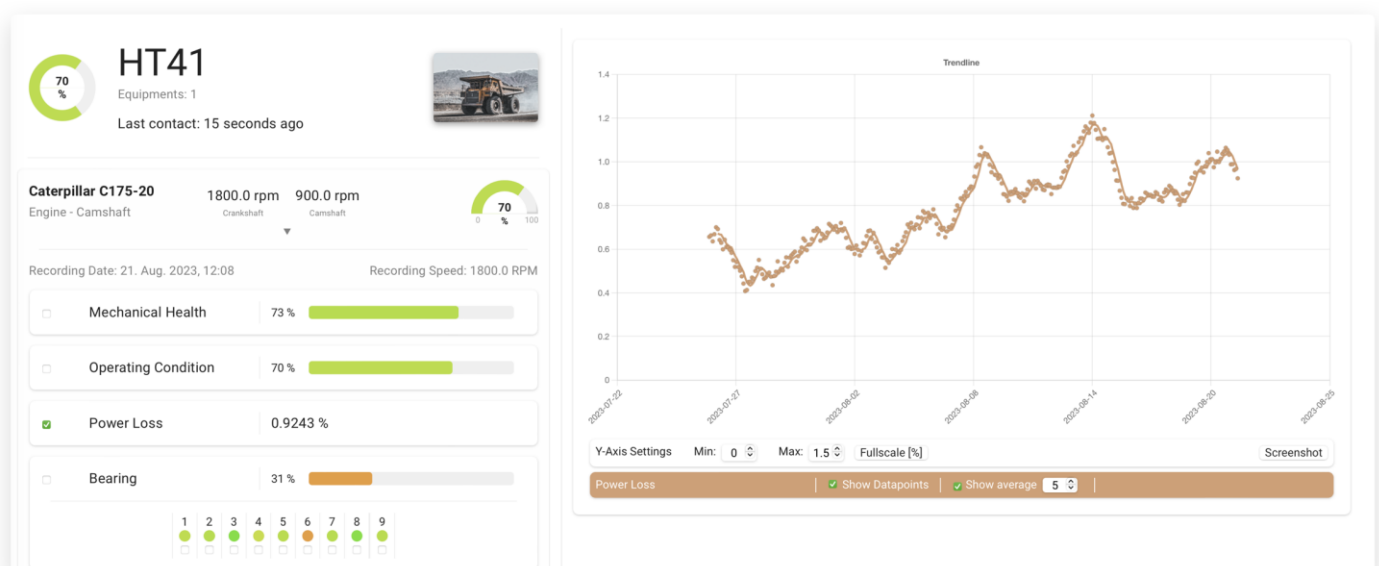 70
%
HT41
Equipments: 1
Last contact: 15 seconds ago
Caterpillar C175-20
Engine - Camshaft
1800.0 rpm
Crankshaft
900.0 rpm
Camshaft
▼
70
%
0
100
Recording Date: 21. Aug. 2023, 12:08
Recording Speed: 1800.0 RPM
Mechanical Health
73 %
Operating Condition
70 %
Power Loss
0.9243 %
Bearing
31 %
1 2 3 4 5 6 7 8 9
Trendline
1.4
1.2
1.0
0.8
0.6
0.4
0.2
0
2023-07-22
2023-07-27
2023-08-02
2023-08-08
2023-08-14
2023-08-20
2023-08-25
Y-Axis Settings Min: 0 Max: 1.5 Fullscale [%] Screenshot
Power Loss Show Datapoints Show average 5